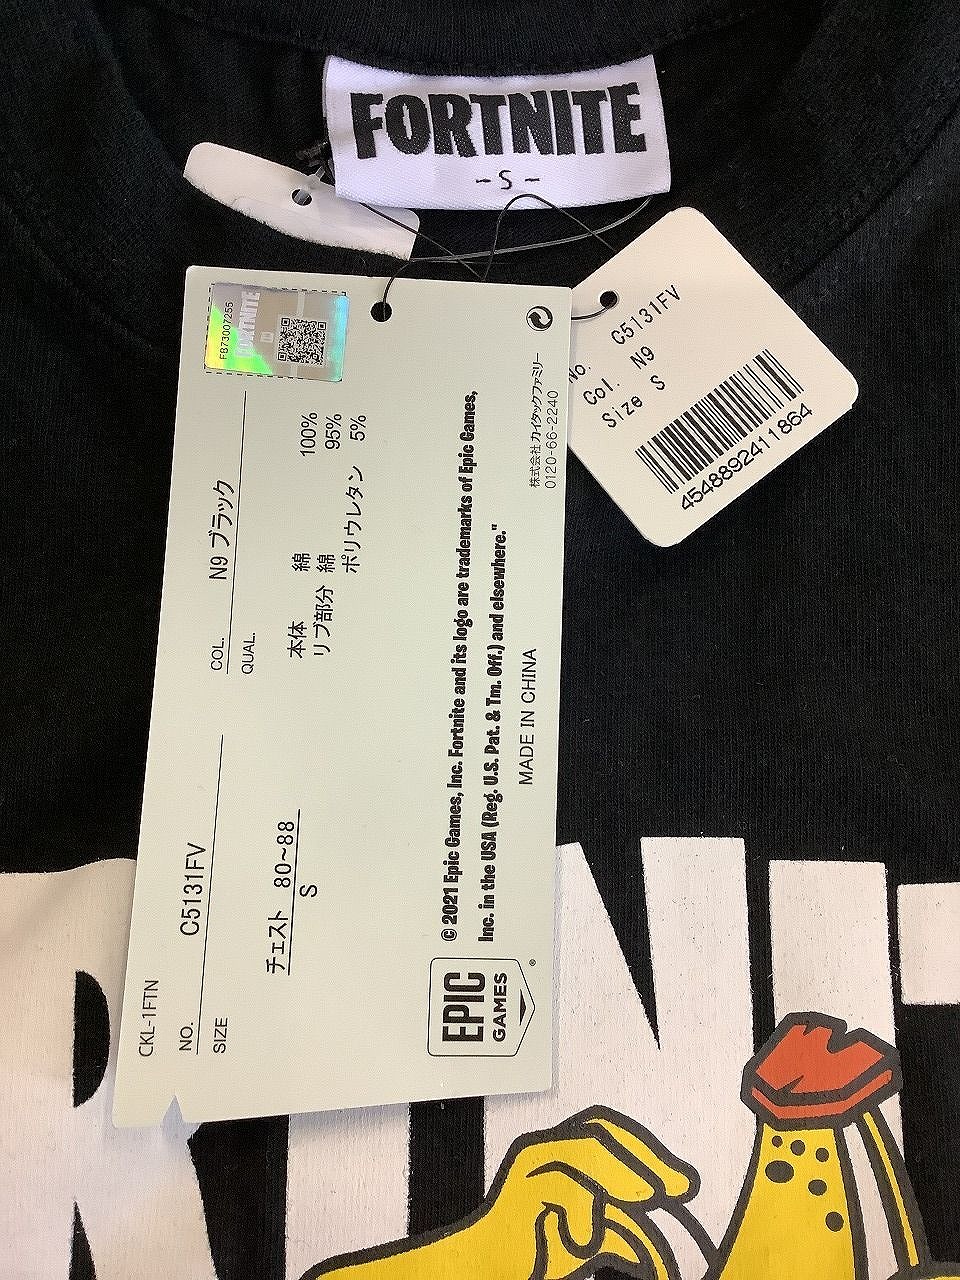 FORTNITE
-S-
No. C5131FV
Col. N9
Size S
4548892411864
FB73007255
FORTNITE
CKL-1FTN
NO. C5131FV
SIZE
チェスト 80~88
S
COL. N9 ブラック
QUAL.
本体 綿 100%
リブ部分 綿 95%
ポリウレタン 5%
EPIC
GAMES
© 2021 Epic Games, Inc. Fortnite and its logo are trademarks of Epic Games,
Inc. in the USA (Reg. U.S. Pat. & Tm. Off.) and elsewhere."
MADE IN CHINA
株式会社 カイタックファミリー
0120-66-2240
RTNIT